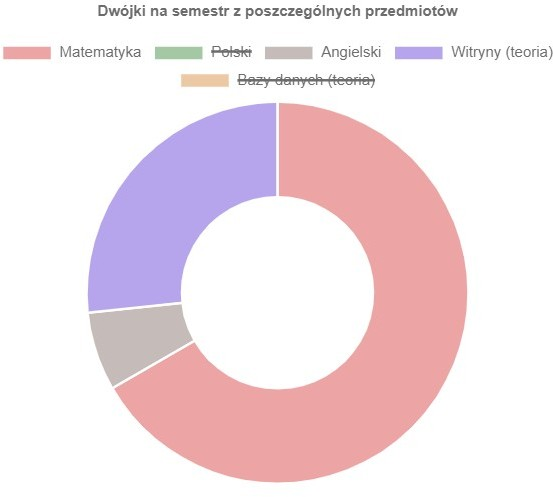 Dwójki na semestr z poszczególnych przedmiotów
Matematyka Polski Angielski Witryny (teoria)
Bazy danych (teoria)